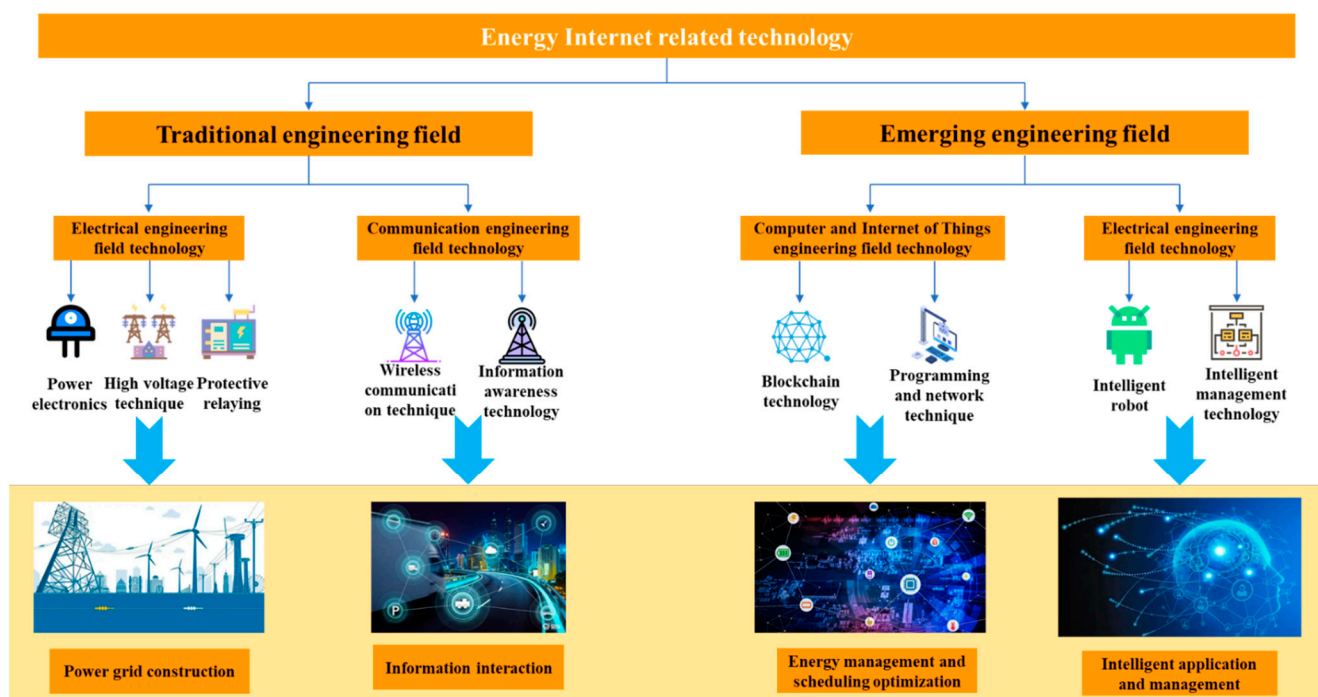 Energy Internet related technology
Traditional engineering field
Emerging engineering field
Electrical engineering
field technology
Communication engineering
field technology
Computer and Internet of Things
engineering field technology
Electrical engineering
field technology
Power
electronics
High voltage
technique
Protective
relaying
Wireless
communicati
on technique
Information
awareness
technology
Blockchain
technology
Programming
and network
technique
Intelligent
robot
Intelligent
management
technology
P
Power grid construction
Information interaction
Energy management and
scheduling optimization
Intelligent application
and management